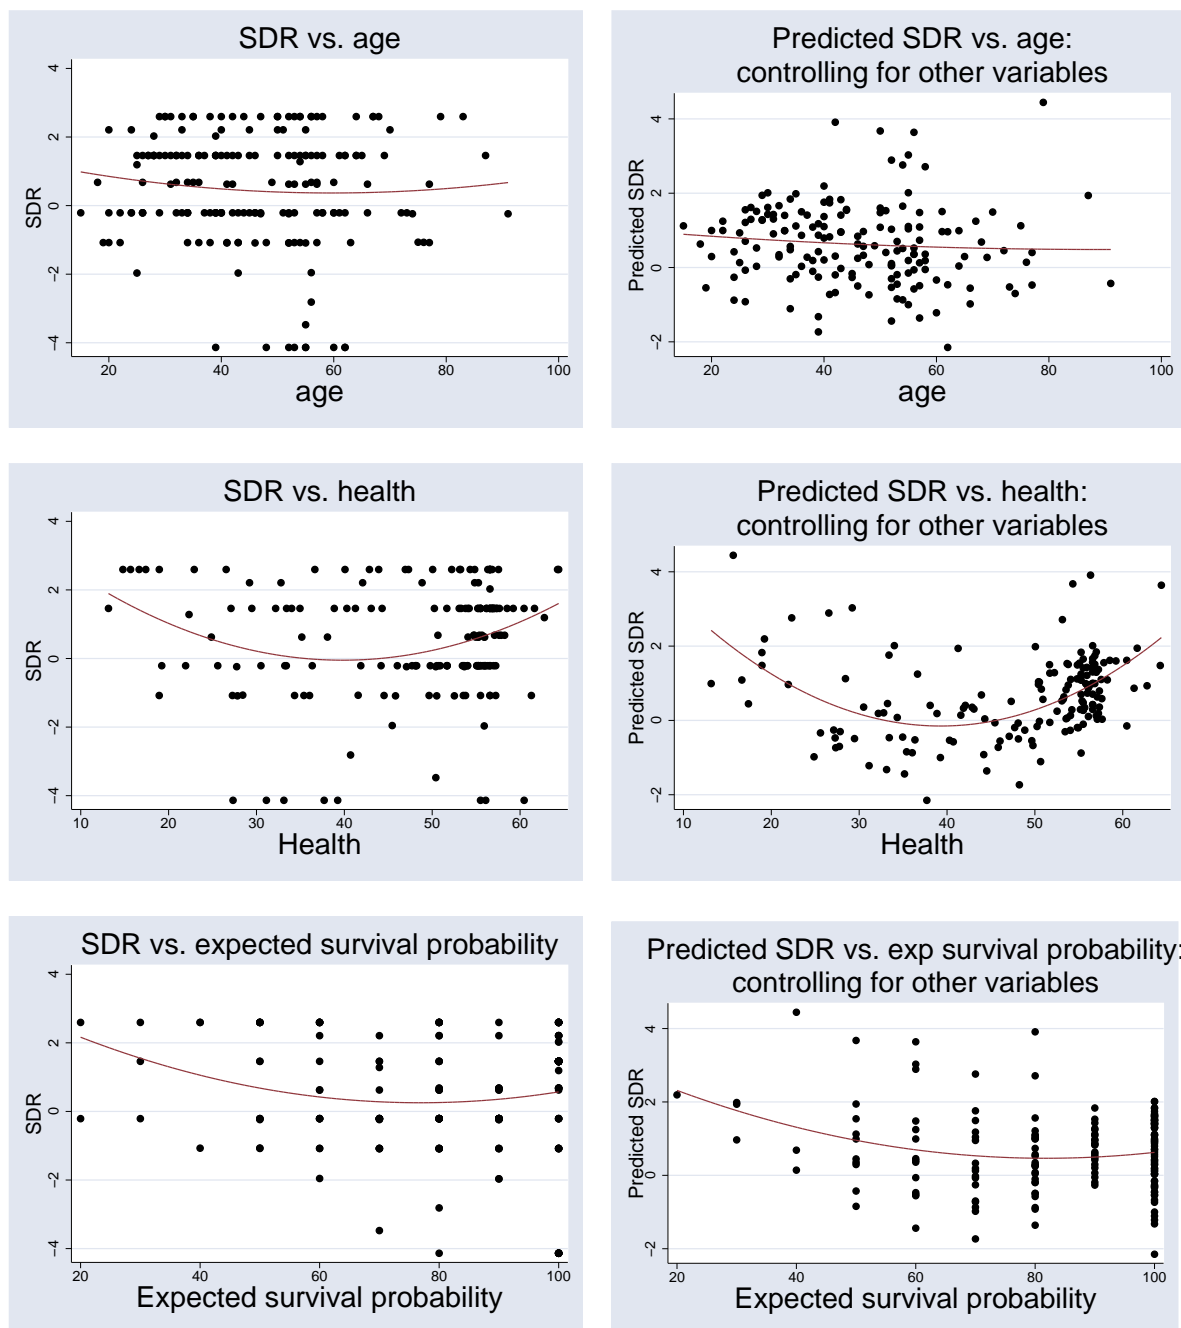 SDR vs. age
4
2
0
−2
−4
SDR
20
40
60
80
100
age
Predicted SDR vs. age:
controlling for other variables
4
2
0
−2
Predicted SDR
20
40
60
80
100
age
SDR vs. health
4
2
0
−2
−4
SDR
10
20
30
40
50
60
Health
Predicted SDR vs. health:
controlling for other variables
4
2
0
−2
Predicted SDR
10
20
30
40
50
60
Health
SDR vs. expected survival probability
4
2
0
−2
−4
SDR
20
40
60
80
100
Expected survival probability
Predicted SDR vs. exp survival probability:
controlling for other variables
4
2
0
−2
Predicted SDR
20
40
60
80
100
Expected survival probability